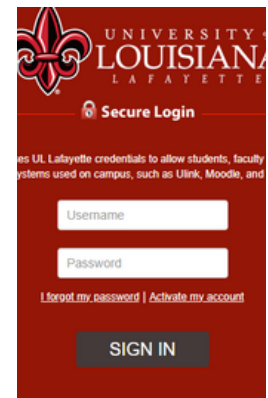 UNIVERSITY
LOUISIANA
LAFAYETTE
Secure Login
es UL Lafayette credentials to allow students, faculty
ystems used on campus, such as Ulink, Moodle, and
Username
Password
I forgot my password | Activate my account
SIGN IN